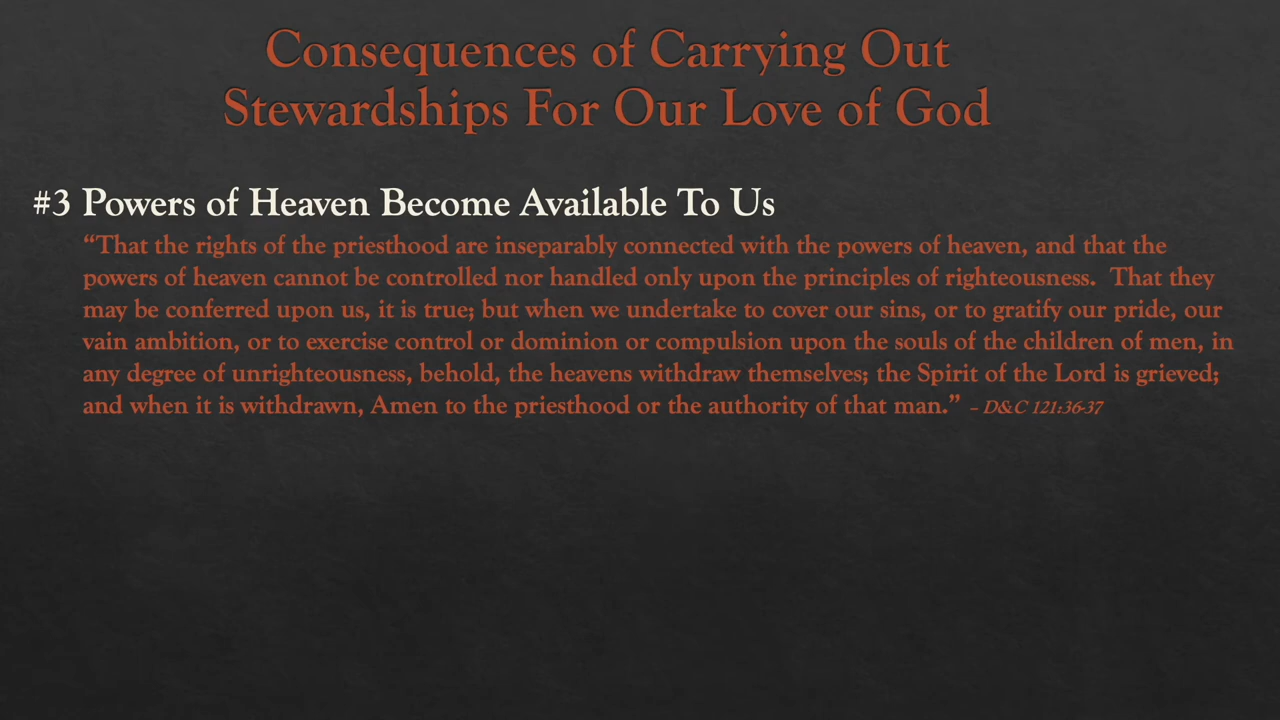 Consequences of Carrying Out
Stewardships For Our Love of God
#3 Powers of Heaven Become Available To Us
“That the rights of the priesthood are inseparably connected with the powers of heaven, and that the
powers of heaven cannot be controlled nor handled only upon the principles of righteousness.  That they
may be conferred upon us, it is true; but when we undertake to cover our sins, or to gratify our pride, our
vain ambition, or to exercise control or dominion or compulsion upon the souls of the children of men, in
any degree of unrighteousness, behold, the heavens withdraw themselves; the Spirit of the Lord is grieved;
and when it is withdrawn, Amen to the priesthood or the authority of that man.” – D&C 121:36-37